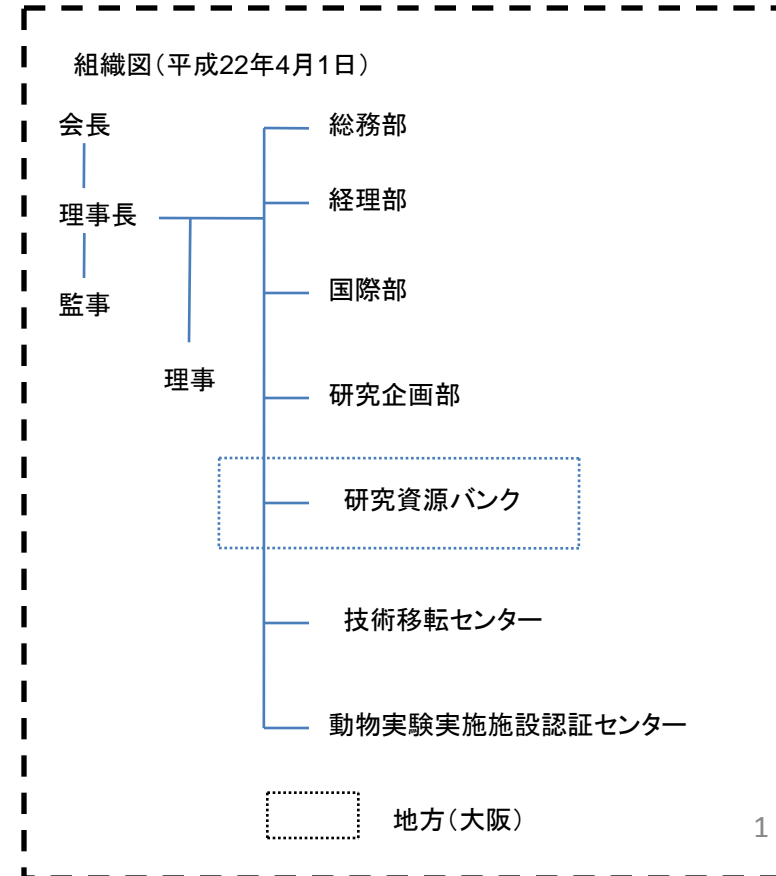 組織図（平成22年4月1日）
会長
理事長
監事
理事
総務部
経理部
国際部
研究企画部
研究資源バンク
技術移転センター
動物実験実施施設認証センター
地方（大阪）
1